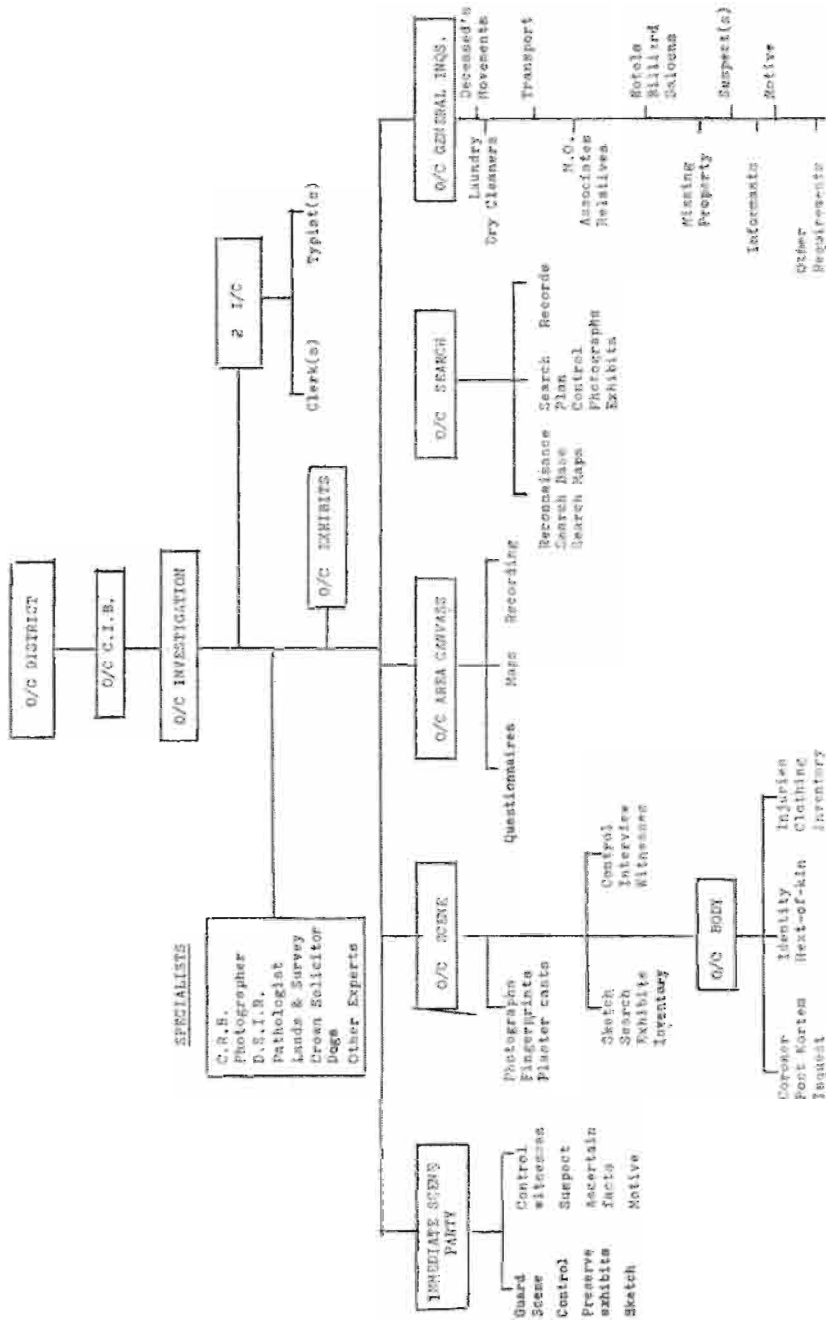 O/C DISTRICT
O/C C.I.B.
O/C INVESTIGATION
2 I/C
Clerk(s)
Typist(s)
O/C EXHIBITS
SPECIALISTS
C.R.B.
Photographer
D.S.I.R.
Pathologist
Lands & Survey
Crown Solicitor
Dogs
Other Experts
IMMEDIATE SCENE
PARTY
Guard
Scene
Control
Preserve
exhibits
Sketch
Control
witnesses
Suspect
Ascertain
facts
Motive
O/C SCENE
Photographs
Fingerprints
Plaster casts
Sketch
Search
Exhibits
Inventory
Control
Interview
Witnesses
O/C BODY
Coroner
Post Mortem
Inquest
Identity
Next-of-kin
Injuries
Clothing
Inventory
O/C AREA CANVASS
Questionnaires
Maps
Recording
O/C SEARCH
Reconnaisance
Search Base
Search Maps
Search
Plan
Control
Photographs
Exhibits
Records
O/C GENERAL INQS.
Deceased's
Movements
Laundry
Dry Cleaners
Transport
M.O.
Associates
Relatives
Hotels
Billiard
Saloons
Missing
Property
Suspect(s)
Informants
Motive
Other
Requirements